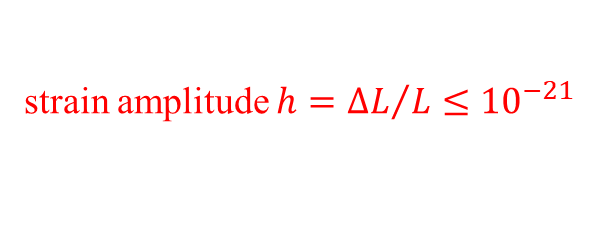 strain amplitude ℎ = Δ𝐿/𝐿 ≤ 10⁻²¹